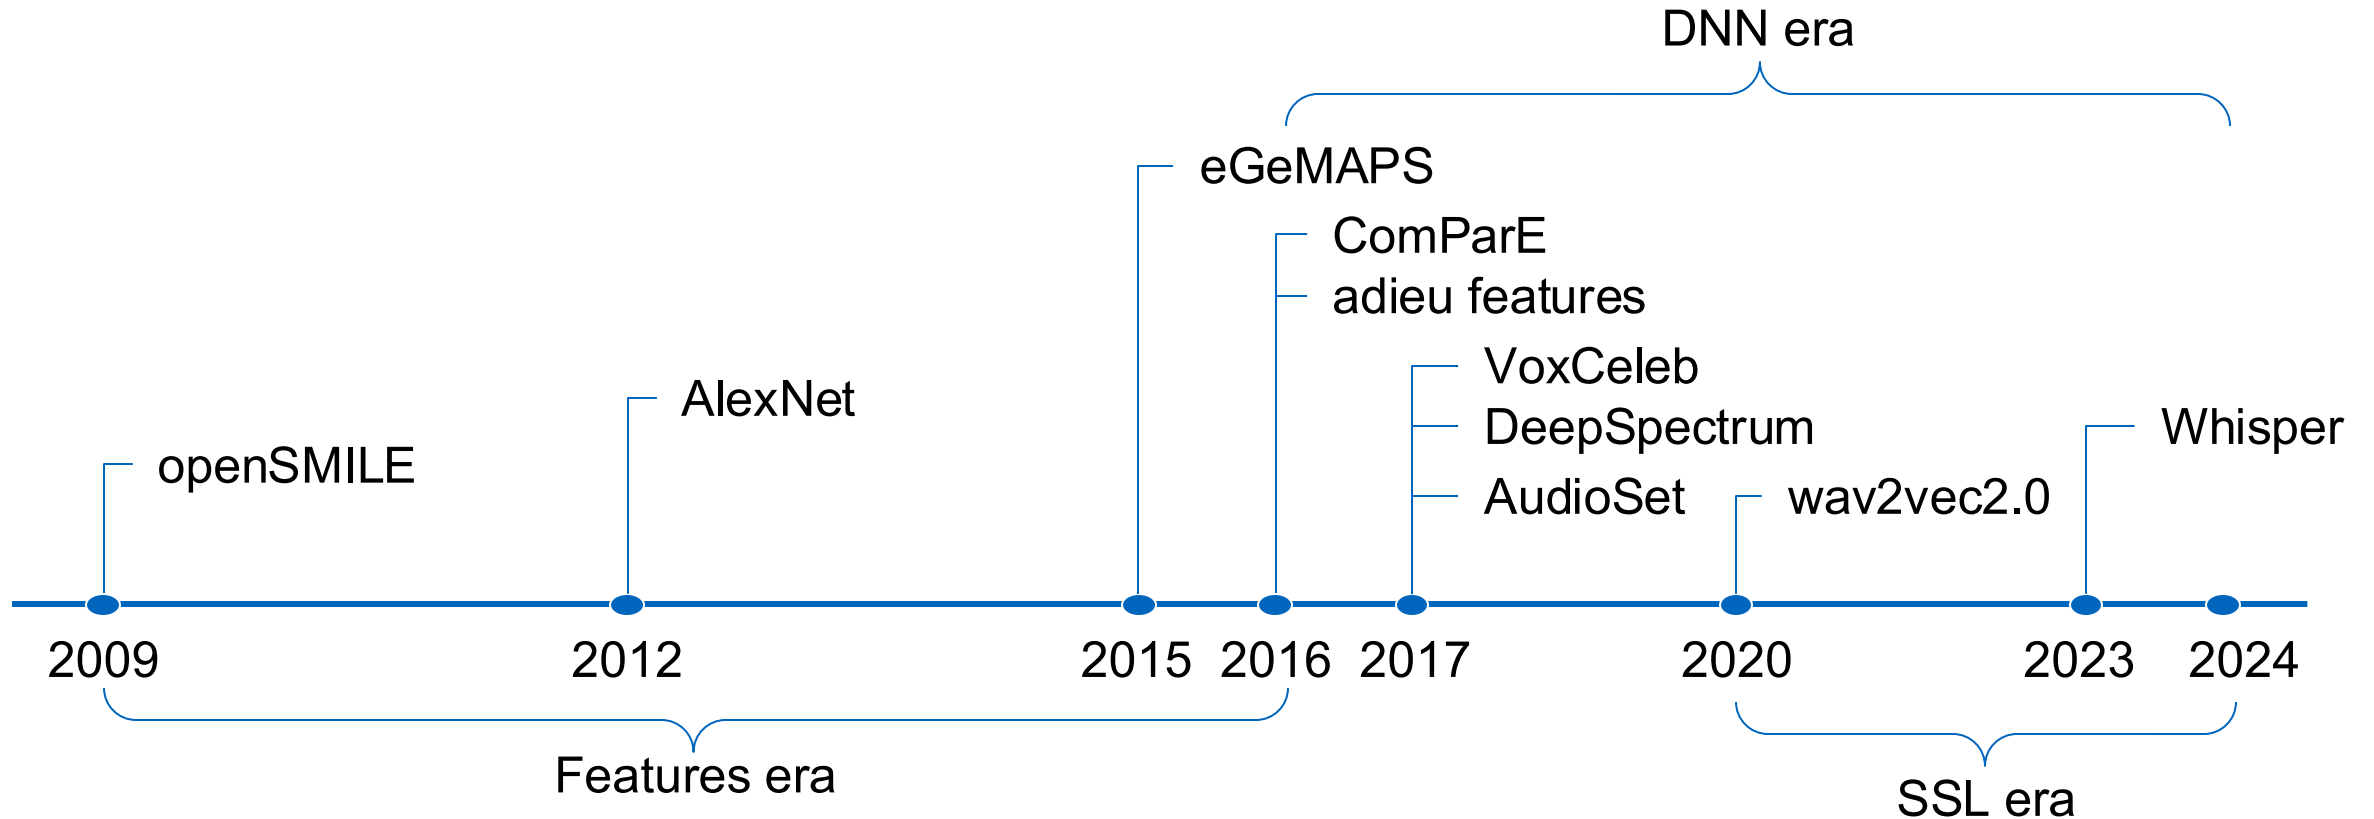 DNN era
eGeMAPS
ComParE
adieu features
VoxCeleb
AlexNet
DeepSpectrum
Whisper
openSMILE
AudioSet
wav2vec2.0
2009
2012
2015
2016
2017
2020
2023
2024
Features era
SSL era